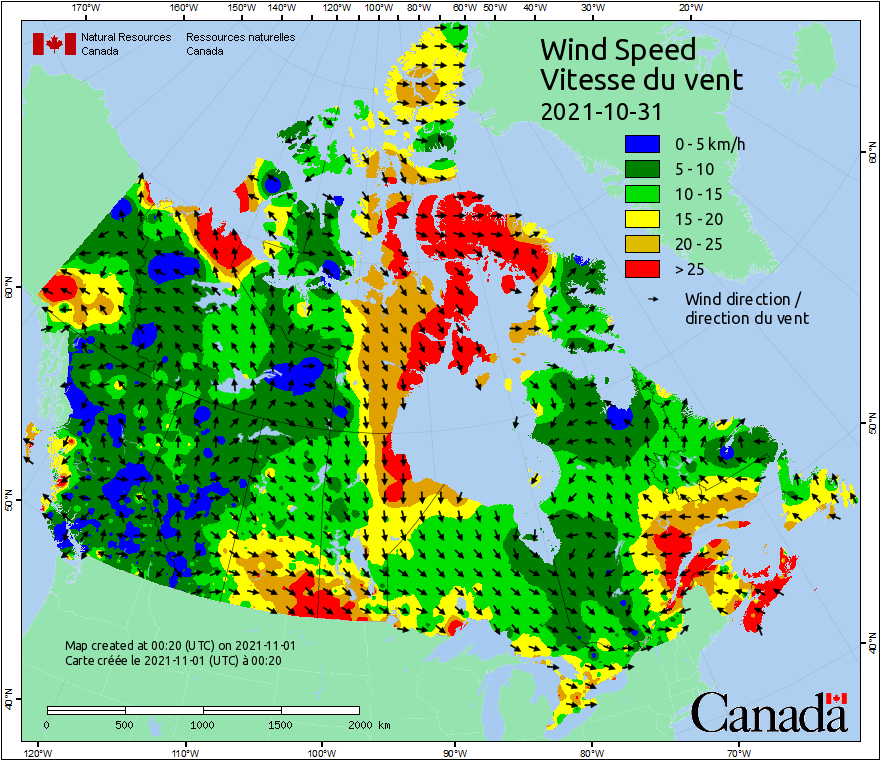 170°W 160°W 150°W 140°W 130°W 120°W 110°W 100°W 90°W 80°W 70°W 60°W 50°W 40°W 30°W 20°W
Natural Resources Ressources naturelles
Canada Canada
Wind Speed
Vitesse du vent
2021-10-31
0 - 5 km/h
5 - 10
10 - 15
15 - 20
20 - 25
> 25
Wind direction /
direction du vent
60°N
60°N
50°N
50°N
40°N
40°N
Map created at 00:20 (UTC) on 2021-11-01
Carte créée le 2021-11-01 (UTC) à 00:20
0 500 1000 1500 2000 km
Canada
120°W 110°W 100°W 90°W 80°W 70°W